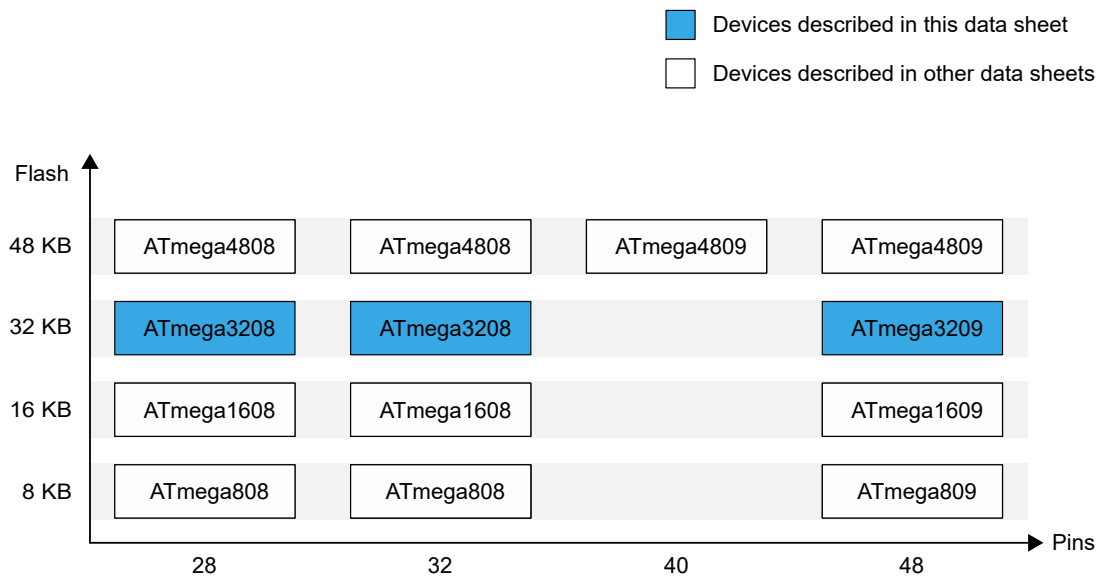 Devices described in this data sheet
Devices described in other data sheets
Flash
48 KB ATmega4808 ATmega4808 ATmega4809 ATmega4809
32 KB ATmega3208 ATmega3208 ATmega3209
16 KB ATmega1608 ATmega1608 ATmega1609
8 KB ATmega808 ATmega808 ATmega809
Pins
28 32 40 48